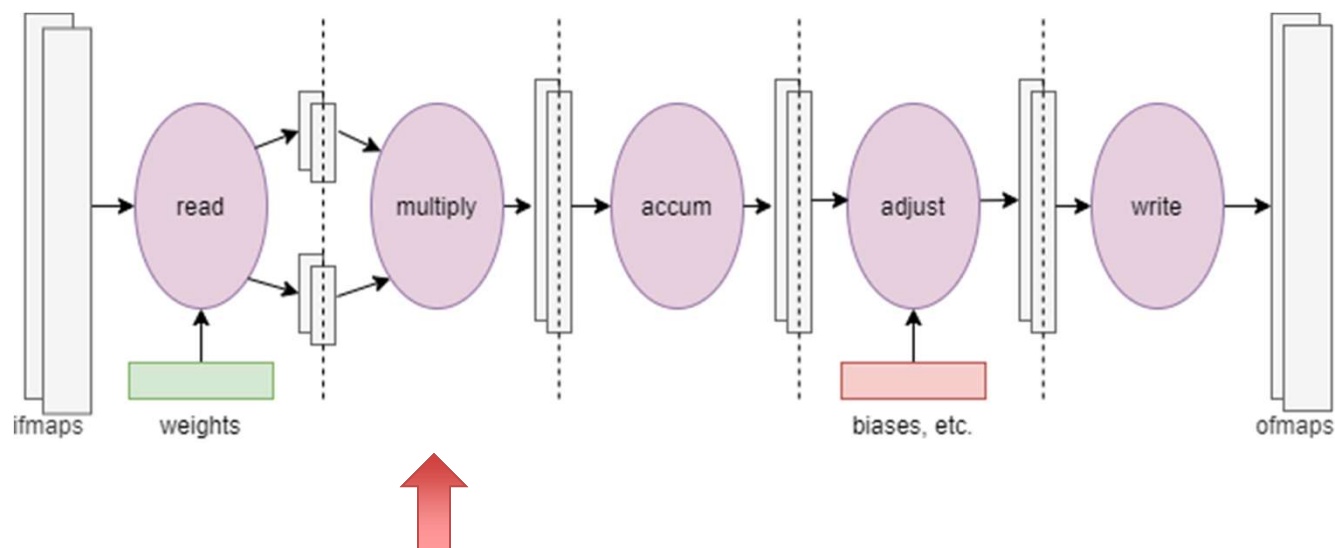 read
multiply
accum
adjust
write
ifmaps
weights
biases, etc.
ofmaps